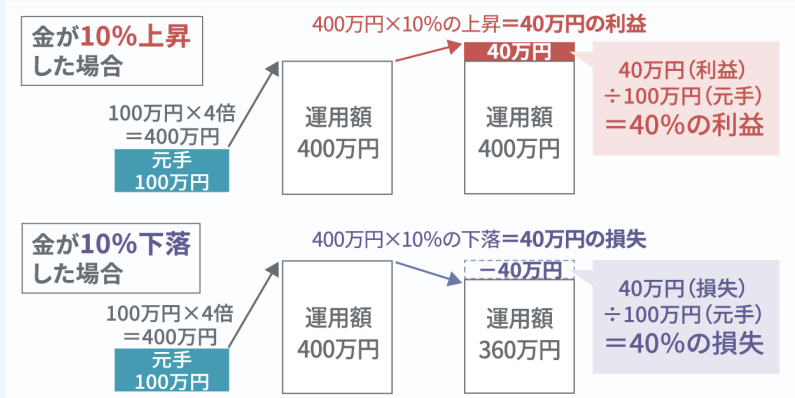 金が10%上昇
した場合
400万円×10%の上昇＝40万円の利益
40万円
100万円×4倍
＝400万円
元手
100万円
運用額
400万円
運用額
400万円
40万円（利益）
÷100万円（元手）
＝40%の利益
金が10%下落
した場合
400万円×10%の下落＝40万円の損失
－40万円
100万円×4倍
＝400万円
元手
100万円
運用額
400万円
運用額
360万円
40万円（損失）
÷100万円（元手）
＝40%の損失